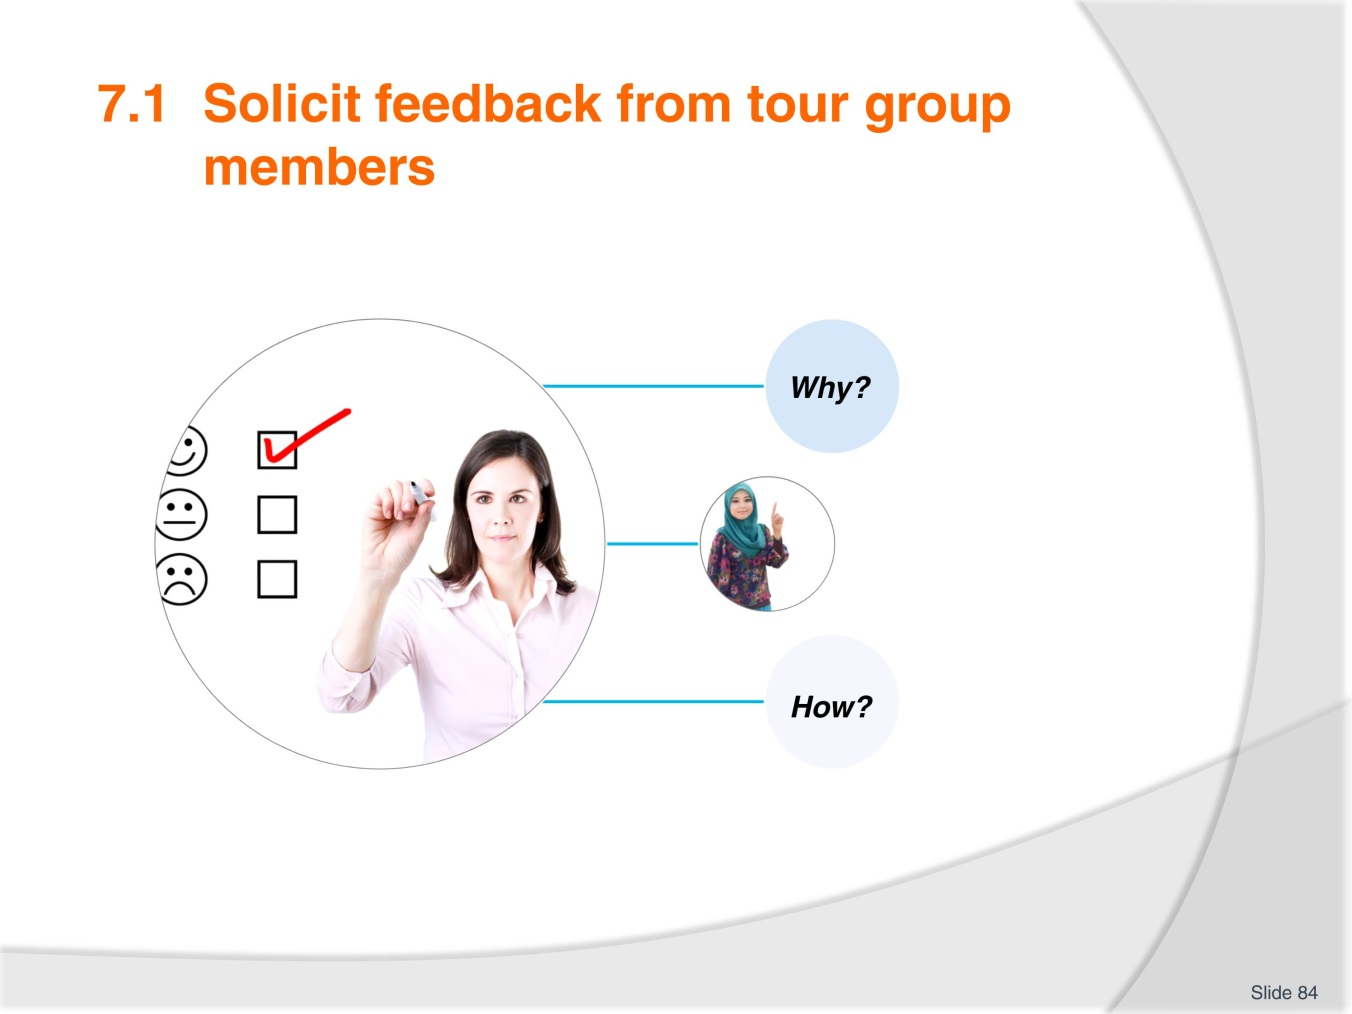 7.1 Solicit feedback from tour group
members
Why?
How?
Slide 84